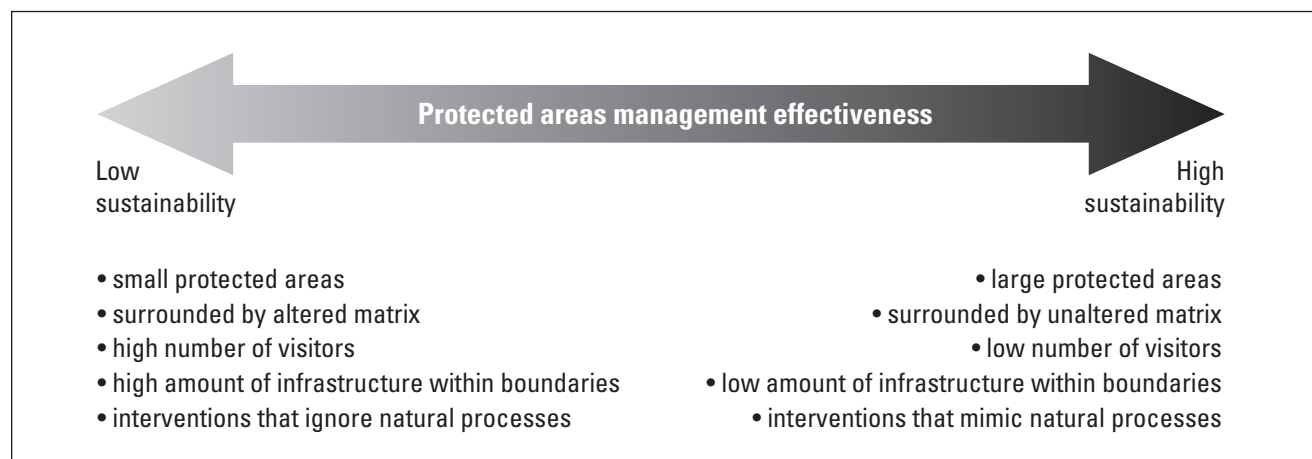 Protected areas management effectiveness
Low
sustainability
High
sustainability
• small protected areas
• surrounded by altered matrix
• high number of visitors
• high amount of infrastructure within boundaries
• interventions that ignore natural processes
• large protected areas
• surrounded by unaltered matrix
• low number of visitors
• low amount of infrastructure within boundaries
• interventions that mimic natural processes